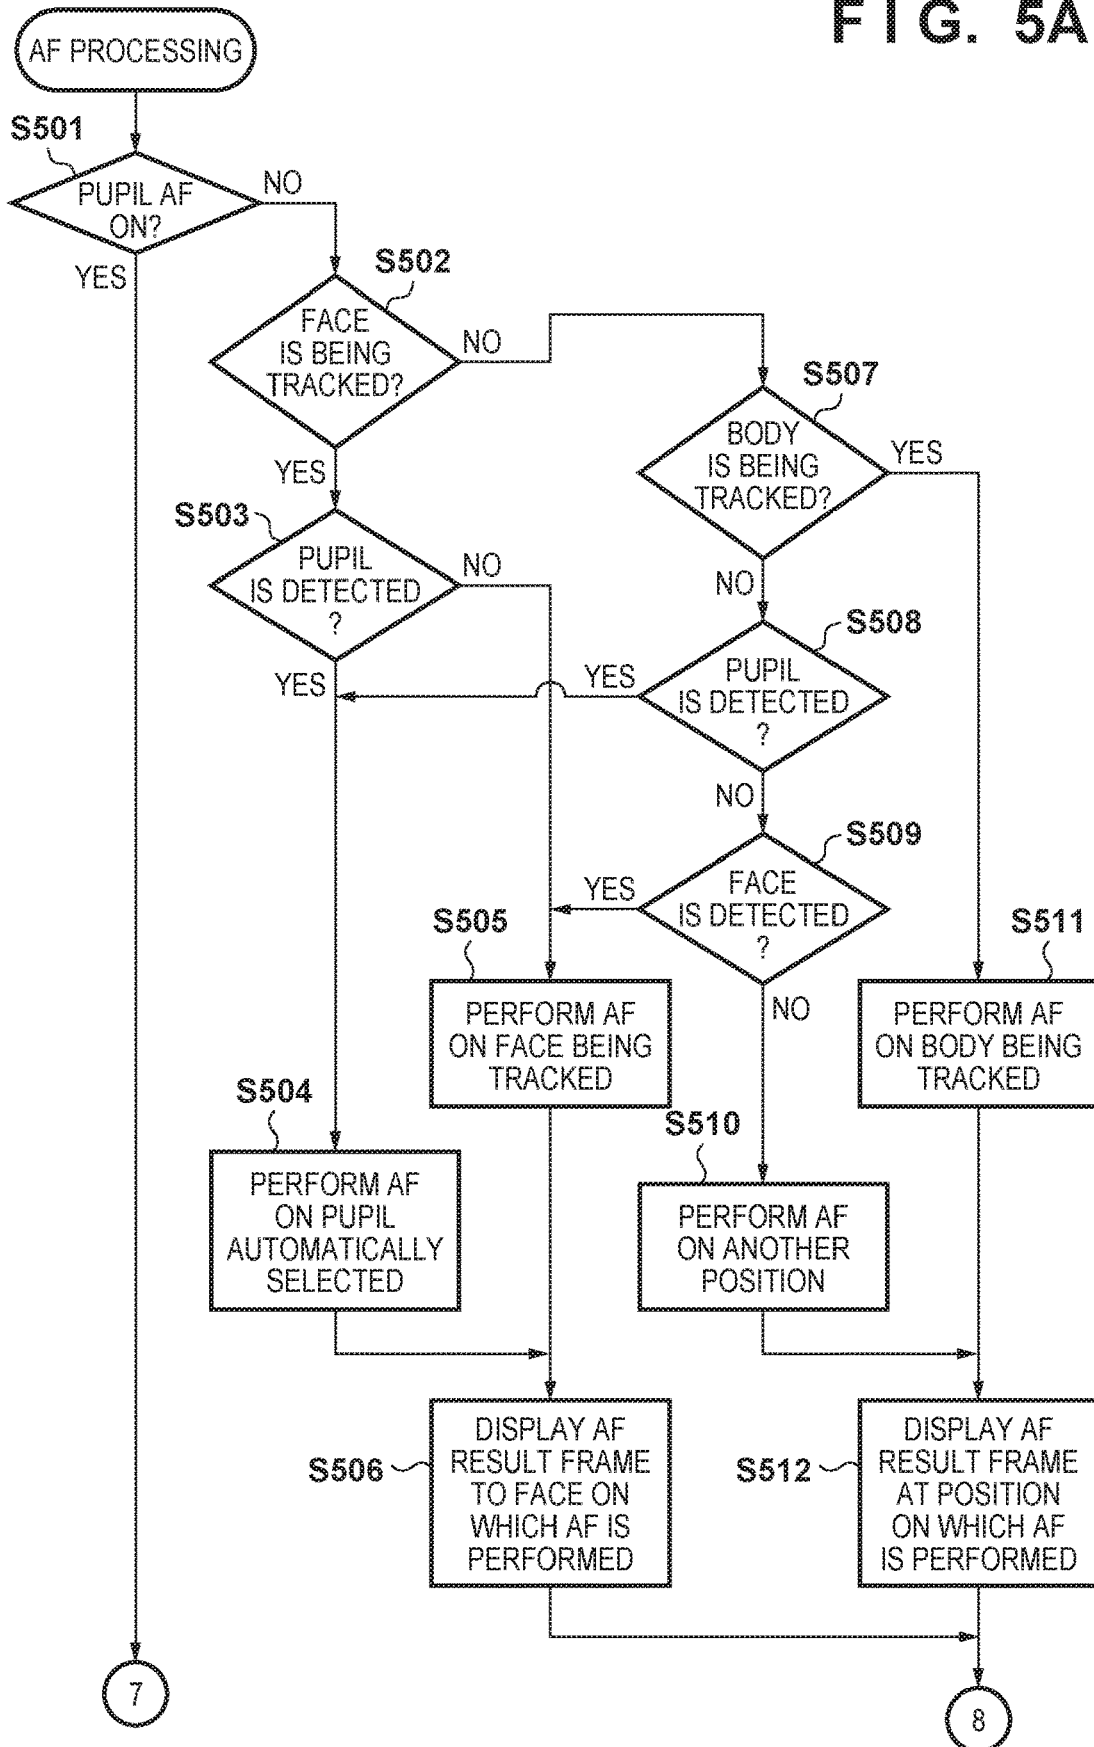 FIG. 5A
AF PROCESSING
S501
PUPIL AF
ON?
NO
YES
S502
FACE
IS BEING
TRACKED?
NO
YES
S507
BODY
IS BEING
TRACKED?
YES
NO
S503
PUPIL
IS DETECTED
?
NO
YES
S508
PUPIL
IS DETECTED
?
YES
NO
S509
FACE
IS DETECTED
?
YES
NO
S505
PERFORM AF
ON FACE BEING
TRACKED
S511
PERFORM AF
ON BODY BEING
TRACKED
S504
PERFORM AF
ON PUPIL
AUTOMATICALLY
SELECTED
S510
PERFORM AF
ON ANOTHER
POSITION
S506
DISPLAY AF
RESULT FRAME
TO FACE ON
WHICH AF IS
PERFORMED
S512
DISPLAY AF
RESULT FRAME
AT POSITION
ON WHICH AF
IS PERFORMED
7
8